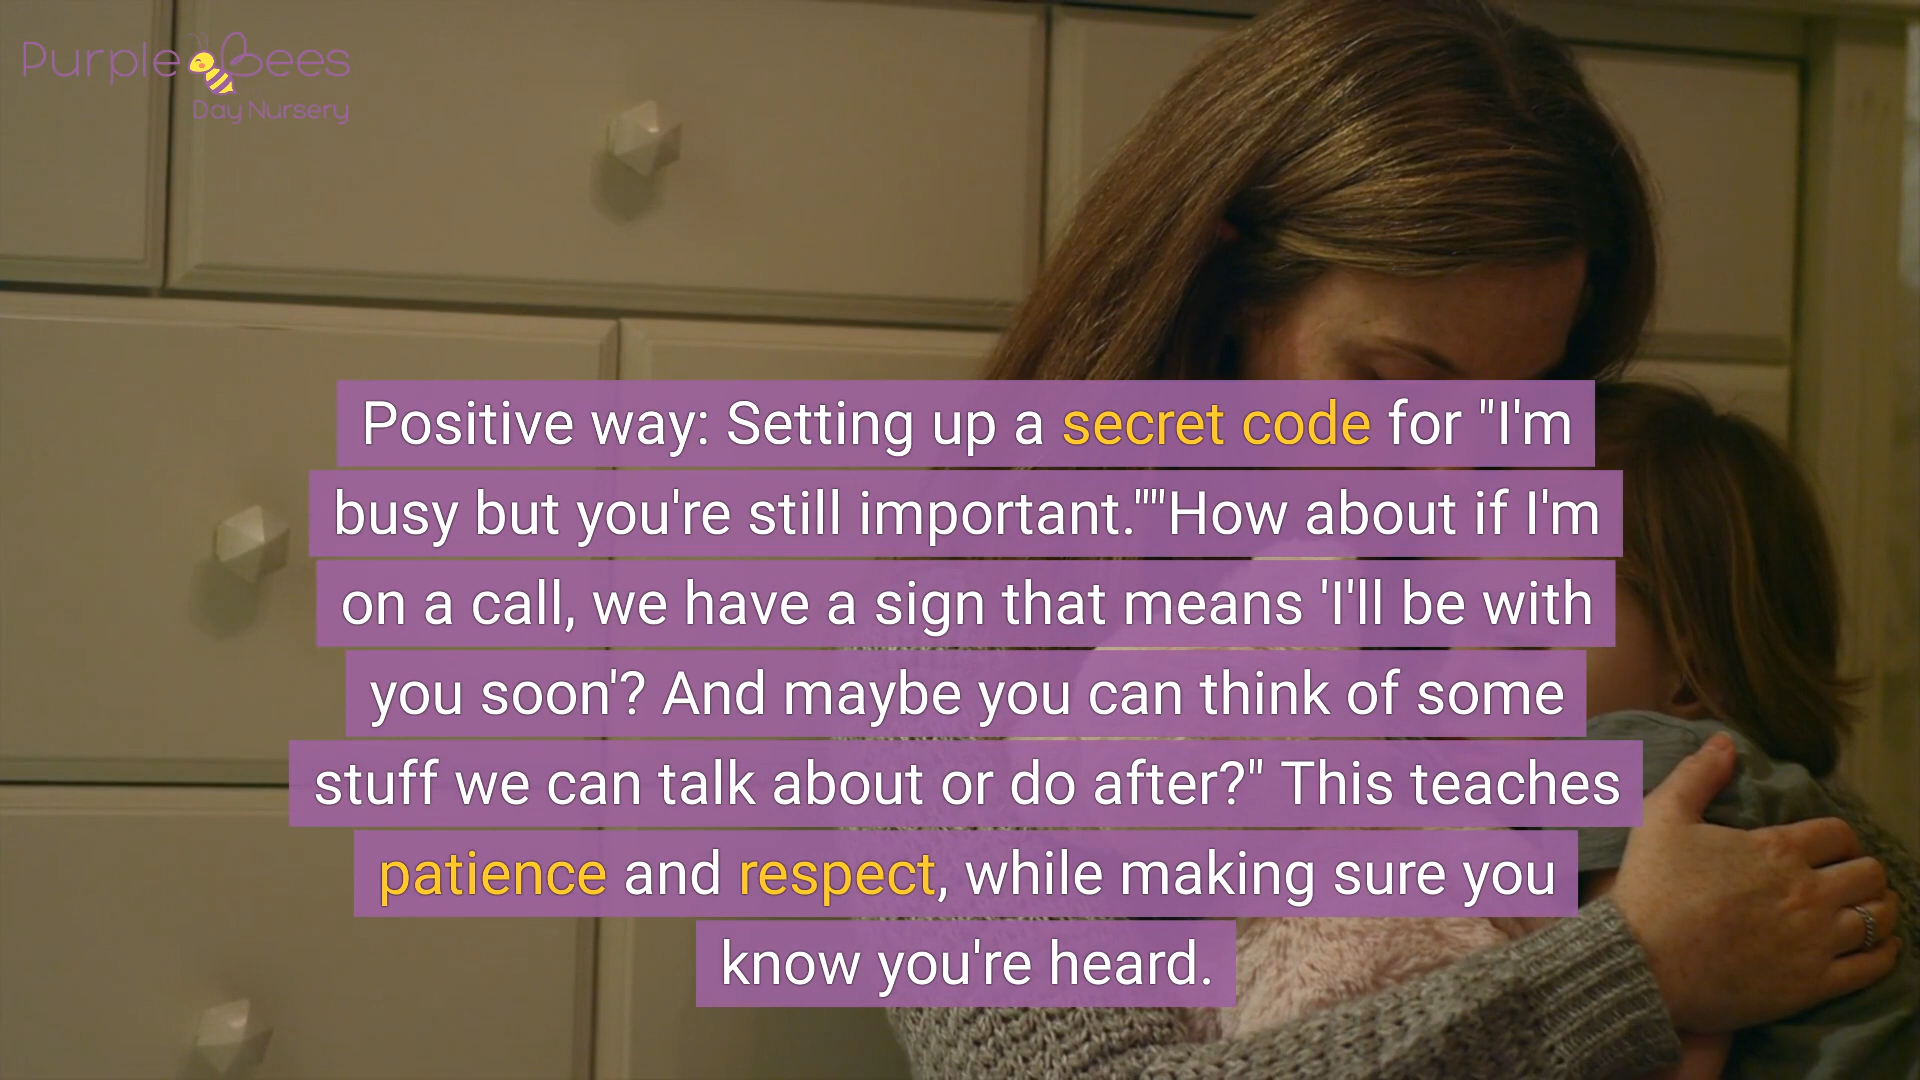 Purple Bees
Day Nursery
Positive way: Setting up a secret code for "I'm
busy but you're still important.""How about if I'm
on a call, we have a sign that means 'I'll be with
you soon'? And maybe you can think of some
stuff we can talk about or do after?" This teaches
patience and respect, while making sure you
know you're heard.